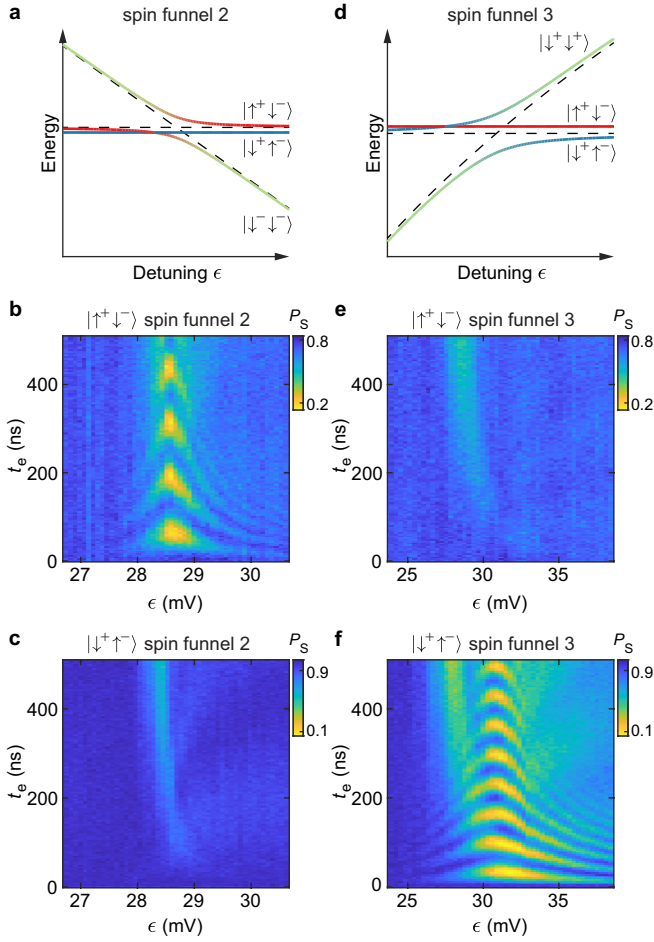 a spin funnel 2
Energy
|↑⁺↓⁻⟩
|↓⁺↑⁻⟩
|↓⁻↓⁻⟩
Detuning ϵ
d spin funnel 3
Energy
|↓⁺↓⁺⟩
|↑⁺↓⁻⟩
|↓⁺↑⁻⟩
Detuning ϵ
b |↑⁺↓⁻⟩ spin funnel 2 P_S
0.8
0.2
400
200
0
t_e (ns)
27 28 29 30
ϵ (mV)
e |↑⁺↓⁻⟩ spin funnel 3 P_S
0.8
0.2
400
200
0
t_e (ns)
25 30 35
ϵ (mV)
c |↓⁺↑⁻⟩ spin funnel 2 P_S
0.9
0.1
400
200
0
t_e (ns)
27 28 29 30
ϵ (mV)
f |↓⁺↑⁻⟩ spin funnel 3 P_S
0.9
0.1
400
200
0
t_e (ns)
25 30 35
ϵ (mV)